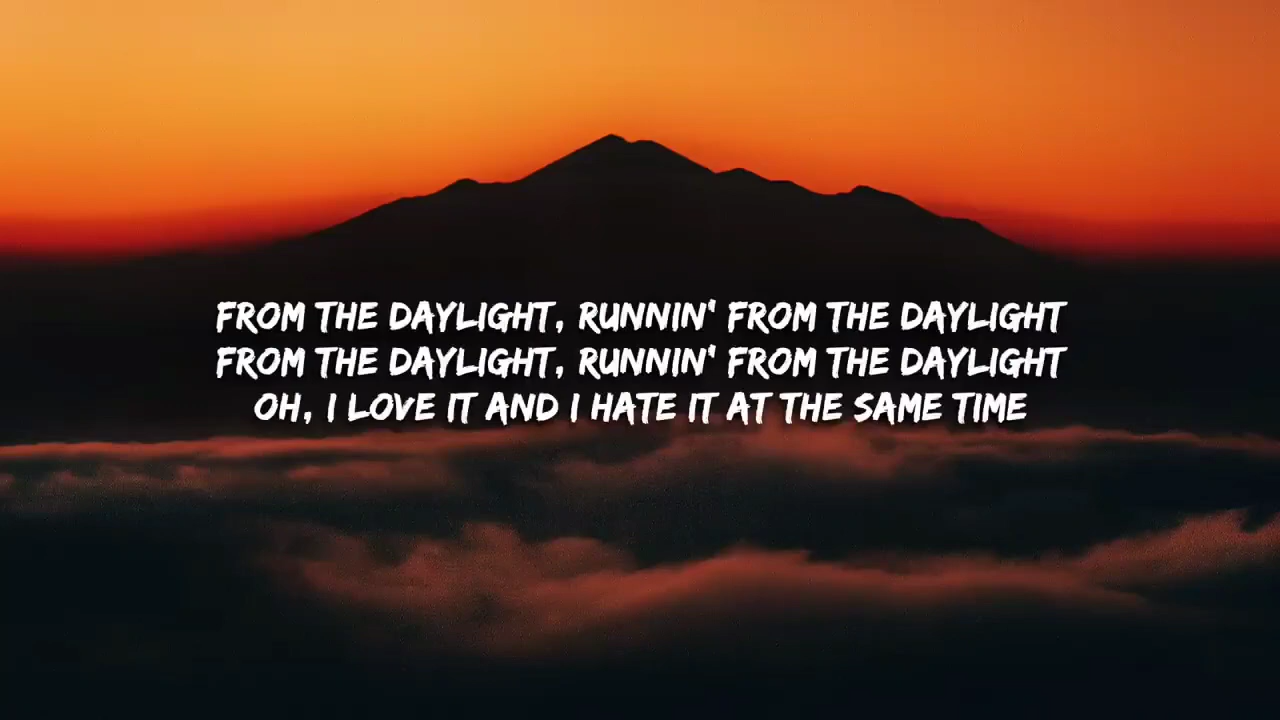 FROM THE DAYLIGHT, RUNNIN' FROM THE DAYLIGHT
FROM THE DAYLIGHT, RUNNIN' FROM THE DAYLIGHT
OH, I LOVE IT AND I HATE IT AT THE SAME TIME